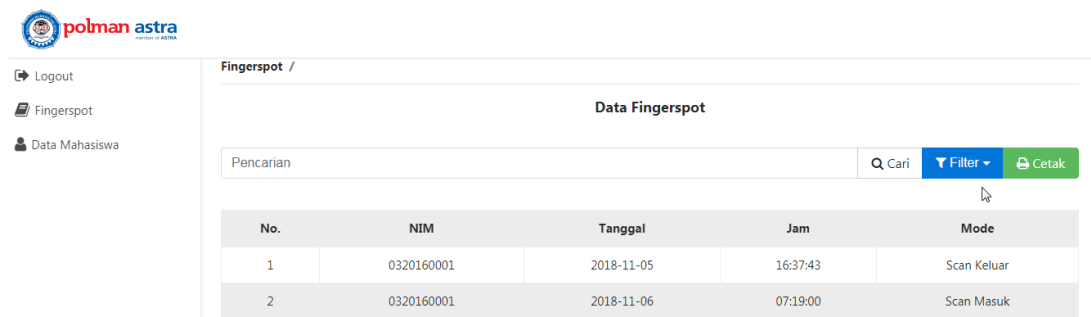 polman astra
member of ASTRA
Logout
Fingerspot
Data Mahasiswa
Fingerspot /
Data Fingerspot
Pencarian Cari Filter Cetak
No. NIM Tanggal Jam Mode
1 0320160001 2018-11-05 16:37:43 Scan Keluar
2 0320160001 2018-11-06 07:19:00 Scan Masuk